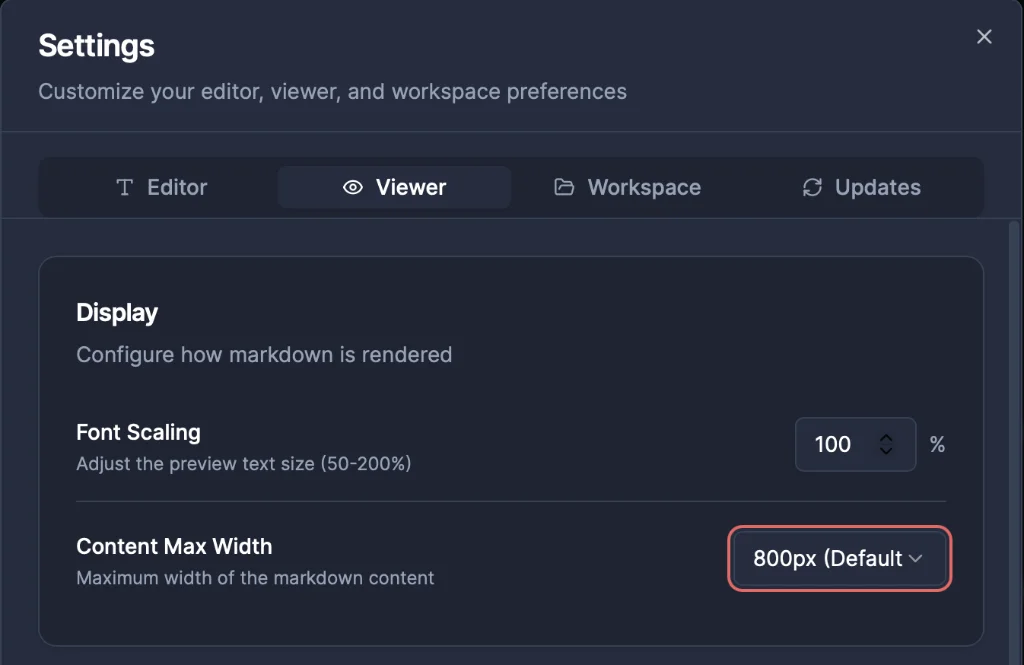 Settings
Customize your editor, viewer, and workspace preferences
Editor Viewer Workspace Updates
Display
Configure how markdown is rendered
Font Scaling
Adjust the preview text size (50-200%)
100 %
Content Max Width
Maximum width of the markdown content
800px (Default